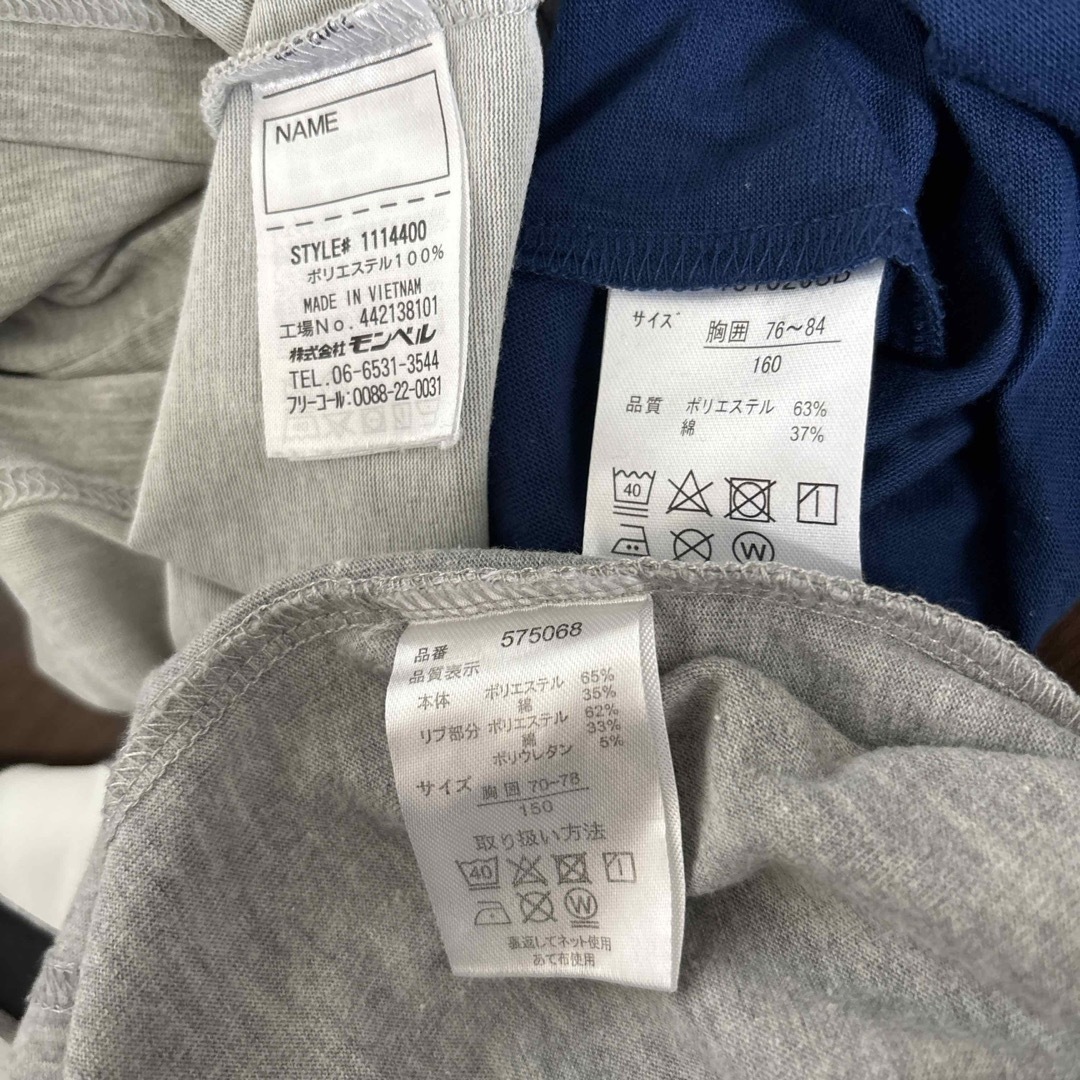 NAME
STYLE# 1114400
ポリエステル100%
MADE IN VIETNAM
工場No. 442138101
株式会社 モンベル
TEL. 06-6531-3544
フリーコール:0088-22-0031
サイズ 胸囲 76～84
160
品質 ポリエステル 63%
綿 37%
40
W
品番 575068
品質表示
本体 ポリエステル 65%
綿 35%
リブ部分 ポリエステル 62%
綿 33%
ポリウレタン 5%
サイズ 胸囲 70-78
150
取り扱い方法
40
W
裏返してネット使用
あて布使用